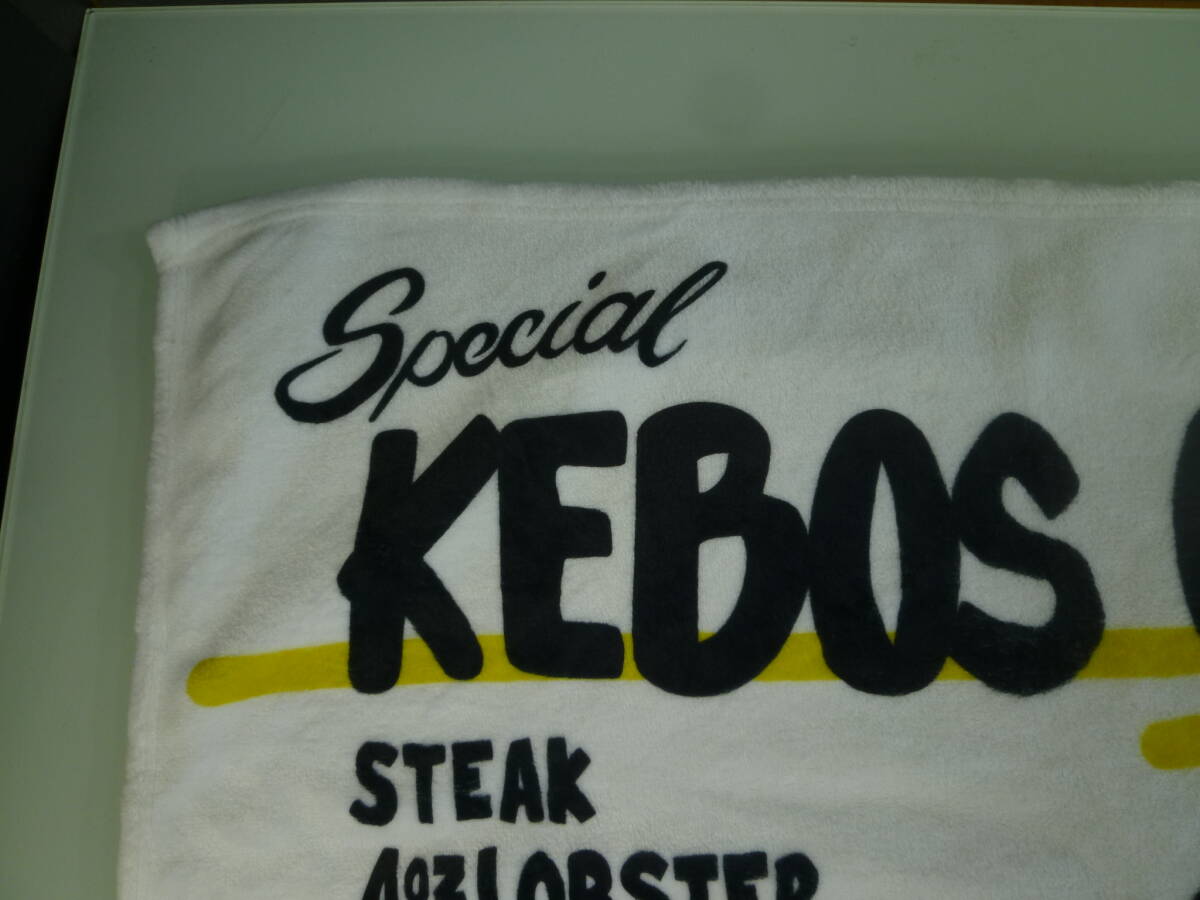 Special
KEBOS
STEAK
4oz LOBSTER